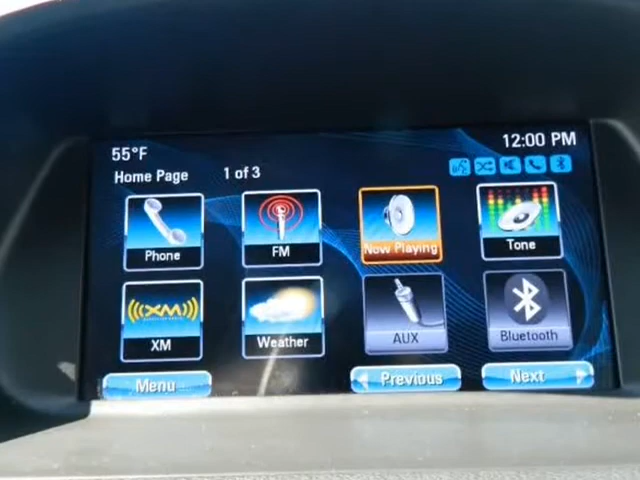 55°F
12:00 PM
Home Page 1 of 3
Phone
FM
Now Playing
Tone
((XM))
XM
Weather
AUX
Bluetooth
Menu
Previous
Next